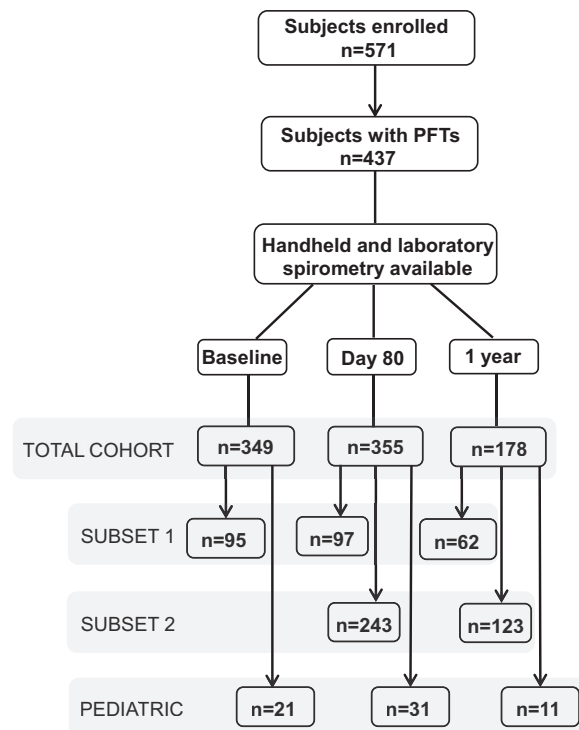 Subjects enrolled
n=571
Subjects with PFTs
n=437
Handheld and laboratory
spirometry available
Baseline
Day 80
1 year
TOTAL COHORT
n=349
n=355
n=178
SUBSET 1
n=95
n=97
n=62
SUBSET 2
n=243
n=123
PEDIATRIC
n=21
n=31
n=11